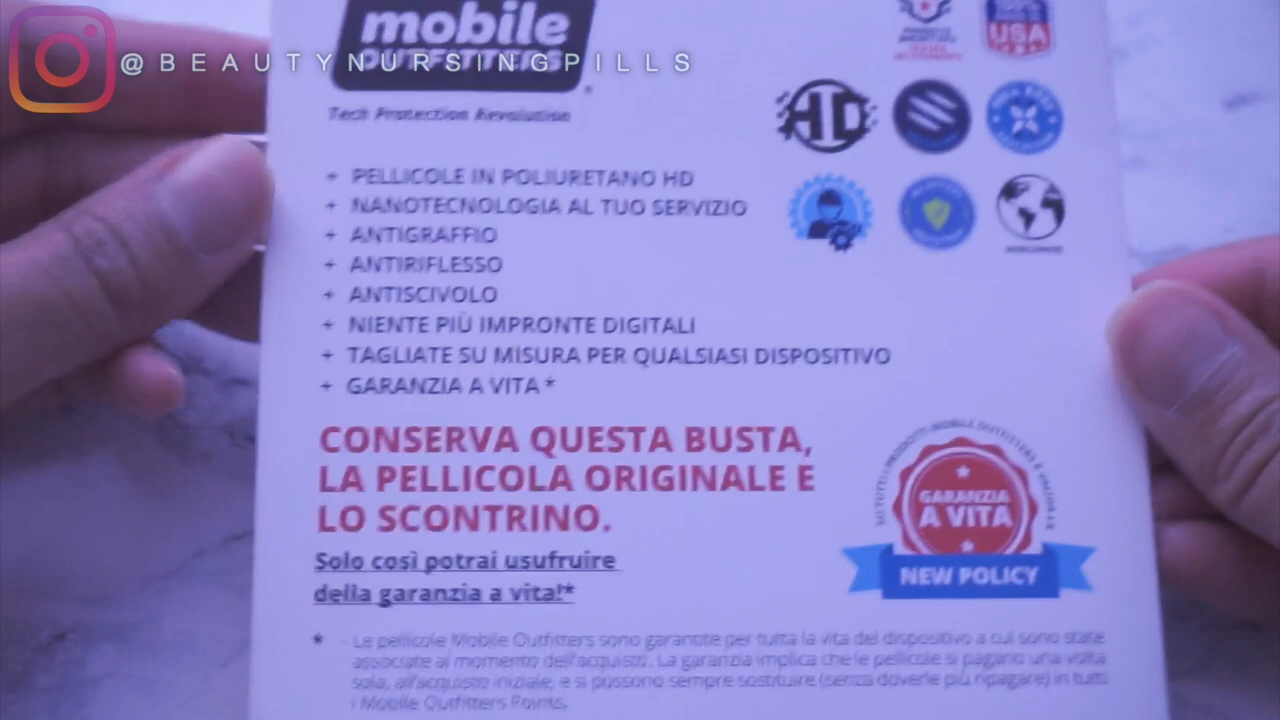 @BEAUTYNURSINGPILLS
mobile
OUTFITTERS
Tech Protection Revolution
100%
USA
HD
+ PELLICOLE IN POLIURETANO HD
+ NANOTECNOLOGIA AL TUO SERVIZIO
+ ANTIGRAFFIO
+ ANTIRIFLESSO
+ ANTISCIVOLO
+ NIENTE PIÙ IMPRONTE DIGITALI
+ TAGLIATE SU MISURA PER QUALSIASI DISPOSITIVO
+ GARANZIA A VITA*
CONSERVA QUESTA BUSTA,
LA PELLICOLA ORIGINALE E
LO SCONTRINO.
Solo così potrai usufruire
della garanzia a vita!*
GARANZIA
A VITA
NEW POLICY
* - Le pellicole Mobile Outfitters sono garantite per tutta la vita del dispositivo a cui sono state
associate al momento dell'acquisto. La garanzia implica che le pellicole si pagano una volta
sola, all'acquisto iniziale, e si possono sempre sostituire (senza doverle più ripagare) in tutti
i Mobile Outfitters Points.